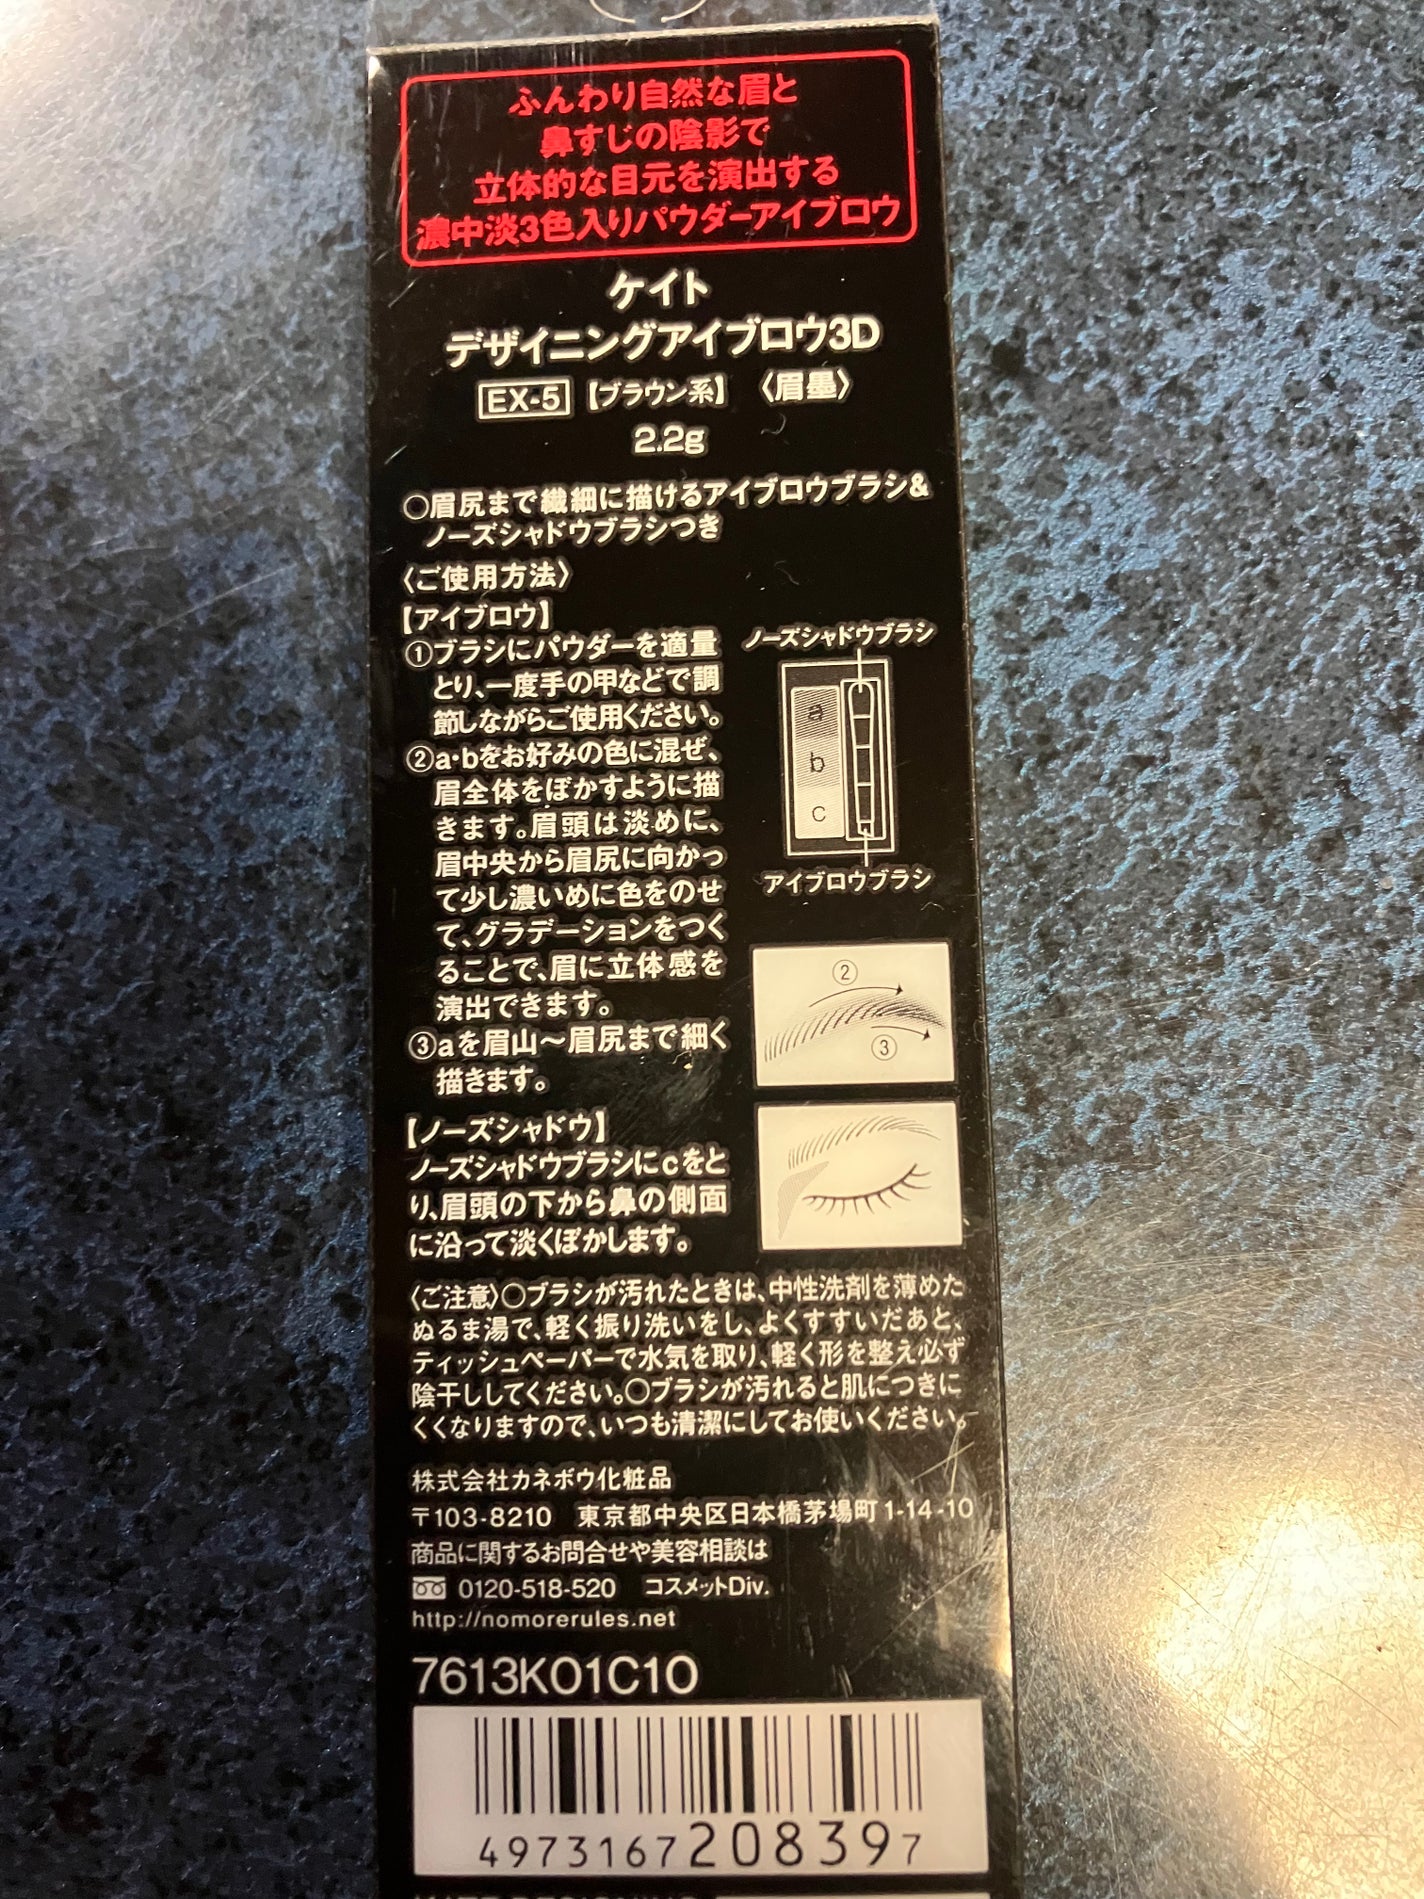 ふんわり自然な眉と
鼻すじの陰影で
立体的な目元を演出する
濃中淡3色入りパウダーアイブロウ
ケイト
デザイニングアイブロウ3D
EX-5 【ブラウン系】 〈眉墨〉
2.2g
○眉尻まで繊細に描けるアイブロウブラシ&
ノーズシャドウブラシつき
〈ご使用方法〉
【アイブロウ】
①ブラシにパウダーを適量
とり、一度手の甲などで調
節しながらご使用ください。
②a・bをお好みの色に混ぜ、
眉全体をぼかすように描
きます。眉頭は淡めに、
眉中央から眉尻に向かっ
て少し濃いめに色をのせ
て、グラデーションをつく
ることで、眉に立体感を
演出できます。
③aを眉山〜眉尻まで細く
描きます。
ノーズシャドウブラシ
a
b
c
アイブロウブラシ
②
③
【ノーズシャドウ】
ノーズシャドウブラシにcをと
り、眉頭の下から鼻の側面
に沿って淡くぼかします。
〈ご注意〉○ブラシが汚れたときは、中性洗剤を薄めた
ぬるま湯で、軽く振り洗いをし、よくすすいだあと、
ティッシュペーパーで水気を取り、軽く形を整え必ず
陰干ししてください。○ブラシが汚れると肌につきに
くくなりますので、いつも清潔にしてお使いください。
株式会社カネボウ化粧品
〒103-8210 東京都中央区日本橋茅場町1-14-10
商品に関するお問合せや美容相談は
0120-518-520 コスメットDiv.
http://nomorerules.net
7613K01C10
4973167208397